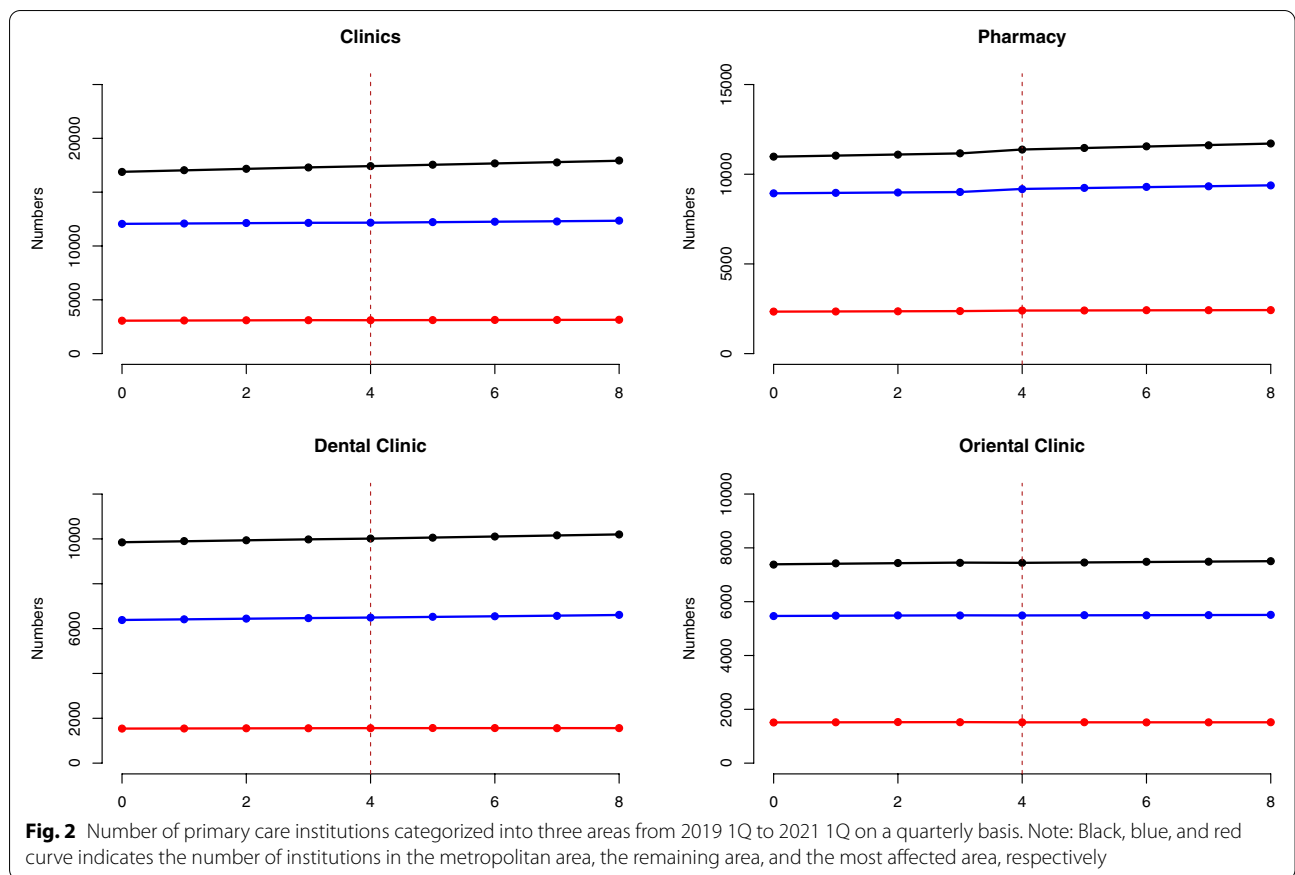 Clinics
Numbers
0 5000 10000 20000
0 2 4 6 8
Pharmacy
Numbers
0 5000 10000 15000
0 2 4 6 8
Dental Clinic
Numbers
0 2000 6000 10000
0 2 4 6 8
Oriental Clinic
Numbers
0 2000 4000 6000 8000 10000
0 2 4 6 8
Fig. 2 Number of primary care institutions categorized into three areas from 2019 1Q to 2021 1Q on a quarterly basis. Note: Black, blue, and red
curve indicates the number of institutions in the metropolitan area, the remaining area, and the most affected area, respectively